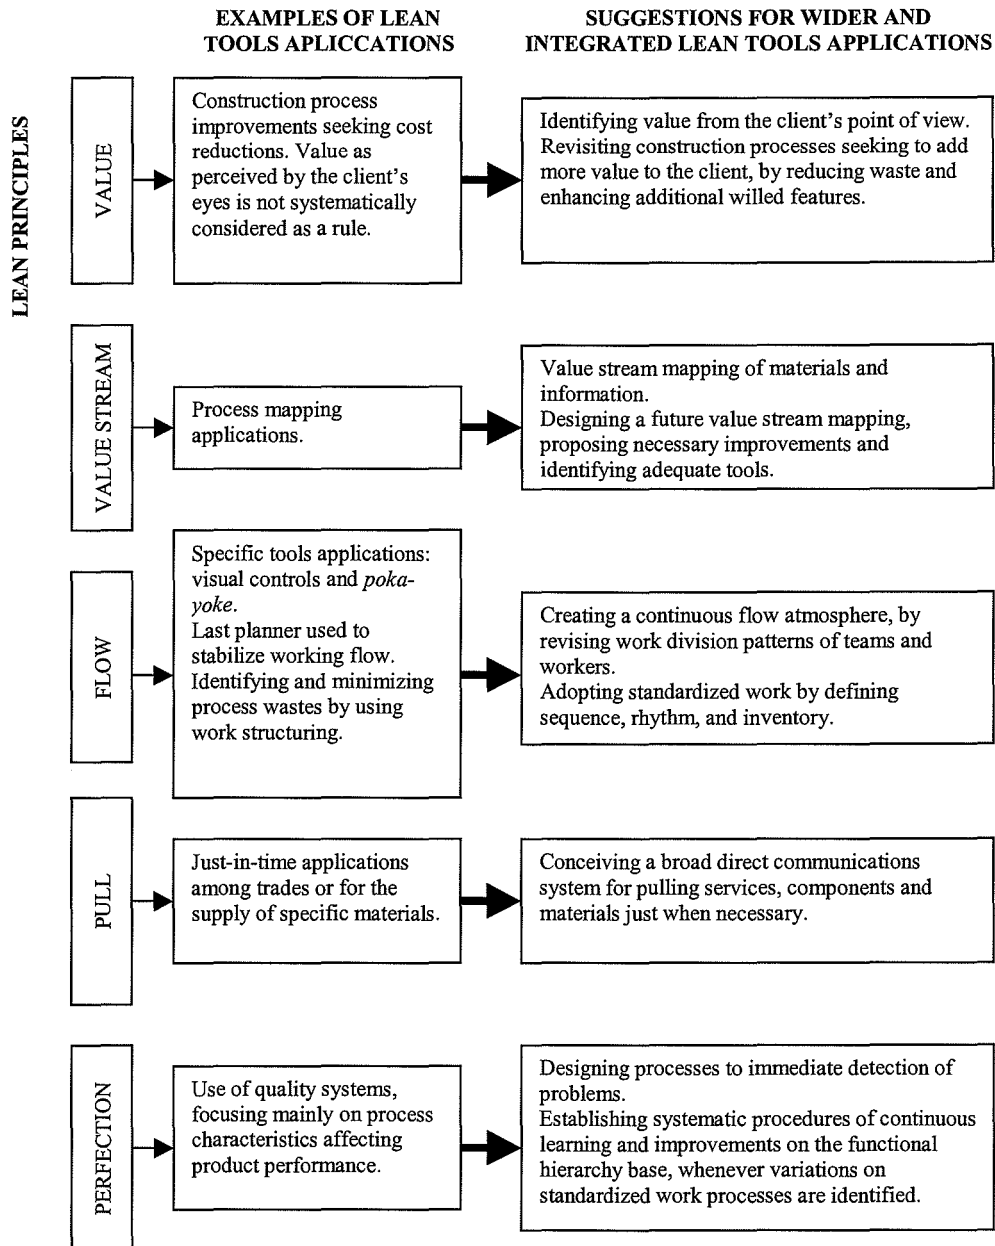 EXAMPLES OF LEAN
TOOLS APLICCATIONS
SUGGESTIONS FOR WIDER AND
INTEGRATED LEAN TOOLS APPLICATIONS
LEAN PRINCIPLES
VALUE
Construction process
improvements seeking cost
reductions. Value as
perceived by the client's
eyes is not systematically
considered as a rule.
Identifying value from the client's point of view.
Revisiting construction processes seeking to add
more value to the client, by reducing waste and
enhancing additional willed features.
VALUE STREAM
Process mapping
applications.
Value stream mapping of materials and
information.
Designing a future value stream mapping,
proposing necessary improvements and
identifying adequate tools.
FLOW
Specific tools applications:
visual controls and poka-
yoke.
Last planner used to
stabilize working flow.
Identifying and minimizing
process wastes by using
work structuring.
Creating a continuous flow atmosphere, by
revising work division patterns of teams and
workers.
Adopting standardized work by defining
sequence, rhythm, and inventory.
PULL
Just-in-time applications
among trades or for the
supply of specific materials.
Conceiving a broad direct communications
system for pulling services, components and
materials just when necessary.
PERFECTION
Use of quality systems,
focusing mainly on process
characteristics affecting
product performance.
Designing processes to immediate detection of
problems.
Establishing systematic procedures of continuous
learning and improvements on the functional
hierarchy base, whenever variations on
standardized work processes are identified.